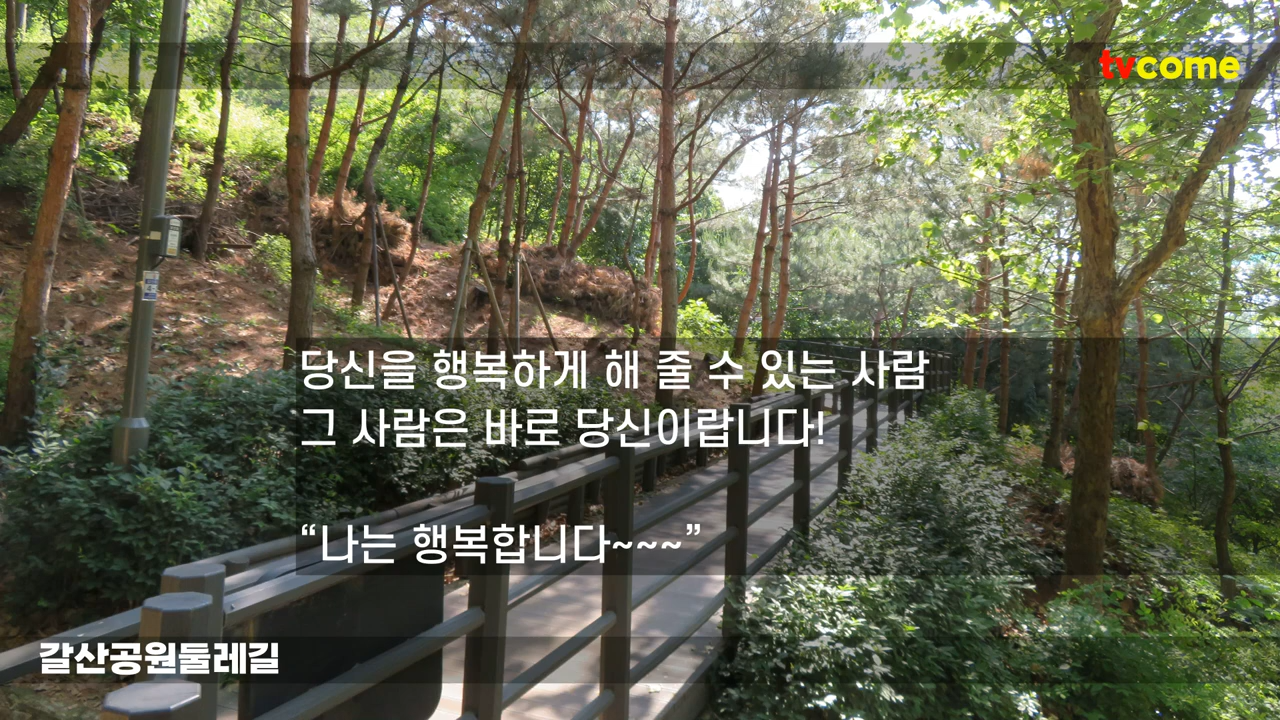 tvcome
당신을 행복하게 해 줄 수 있는 사람
그 사람은 바로 당신이랍니다!
“나는 행복합니다~~~”
갈산공원둘레길